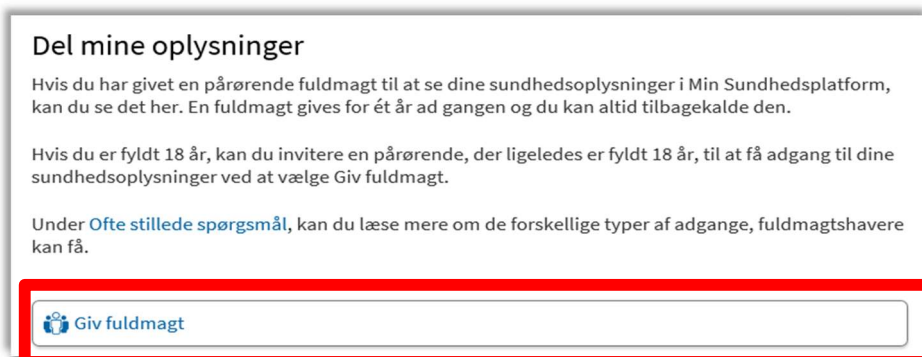 Del mine oplysninger
Hvis du har givet en pårørende fuldmagt til at se dine sundhedsoplysninger i Min Sundhedsplatform,
kan du se det her. En fuldmagt gives for ét år ad gangen og du kan altid tilbagekalde den.
Hvis du er fyldt 18 år, kan du invitere en pårørende, der ligeledes er fyldt 18 år, til at få adgang til dine
sundhedsoplysninger ved at vælge Giv fuldmagt.
Under Ofte stillede spørgsmål, kan du læse mere om de forskellige typer af adgange, fuldmagtshavere
kan få.
Giv fuldmagt